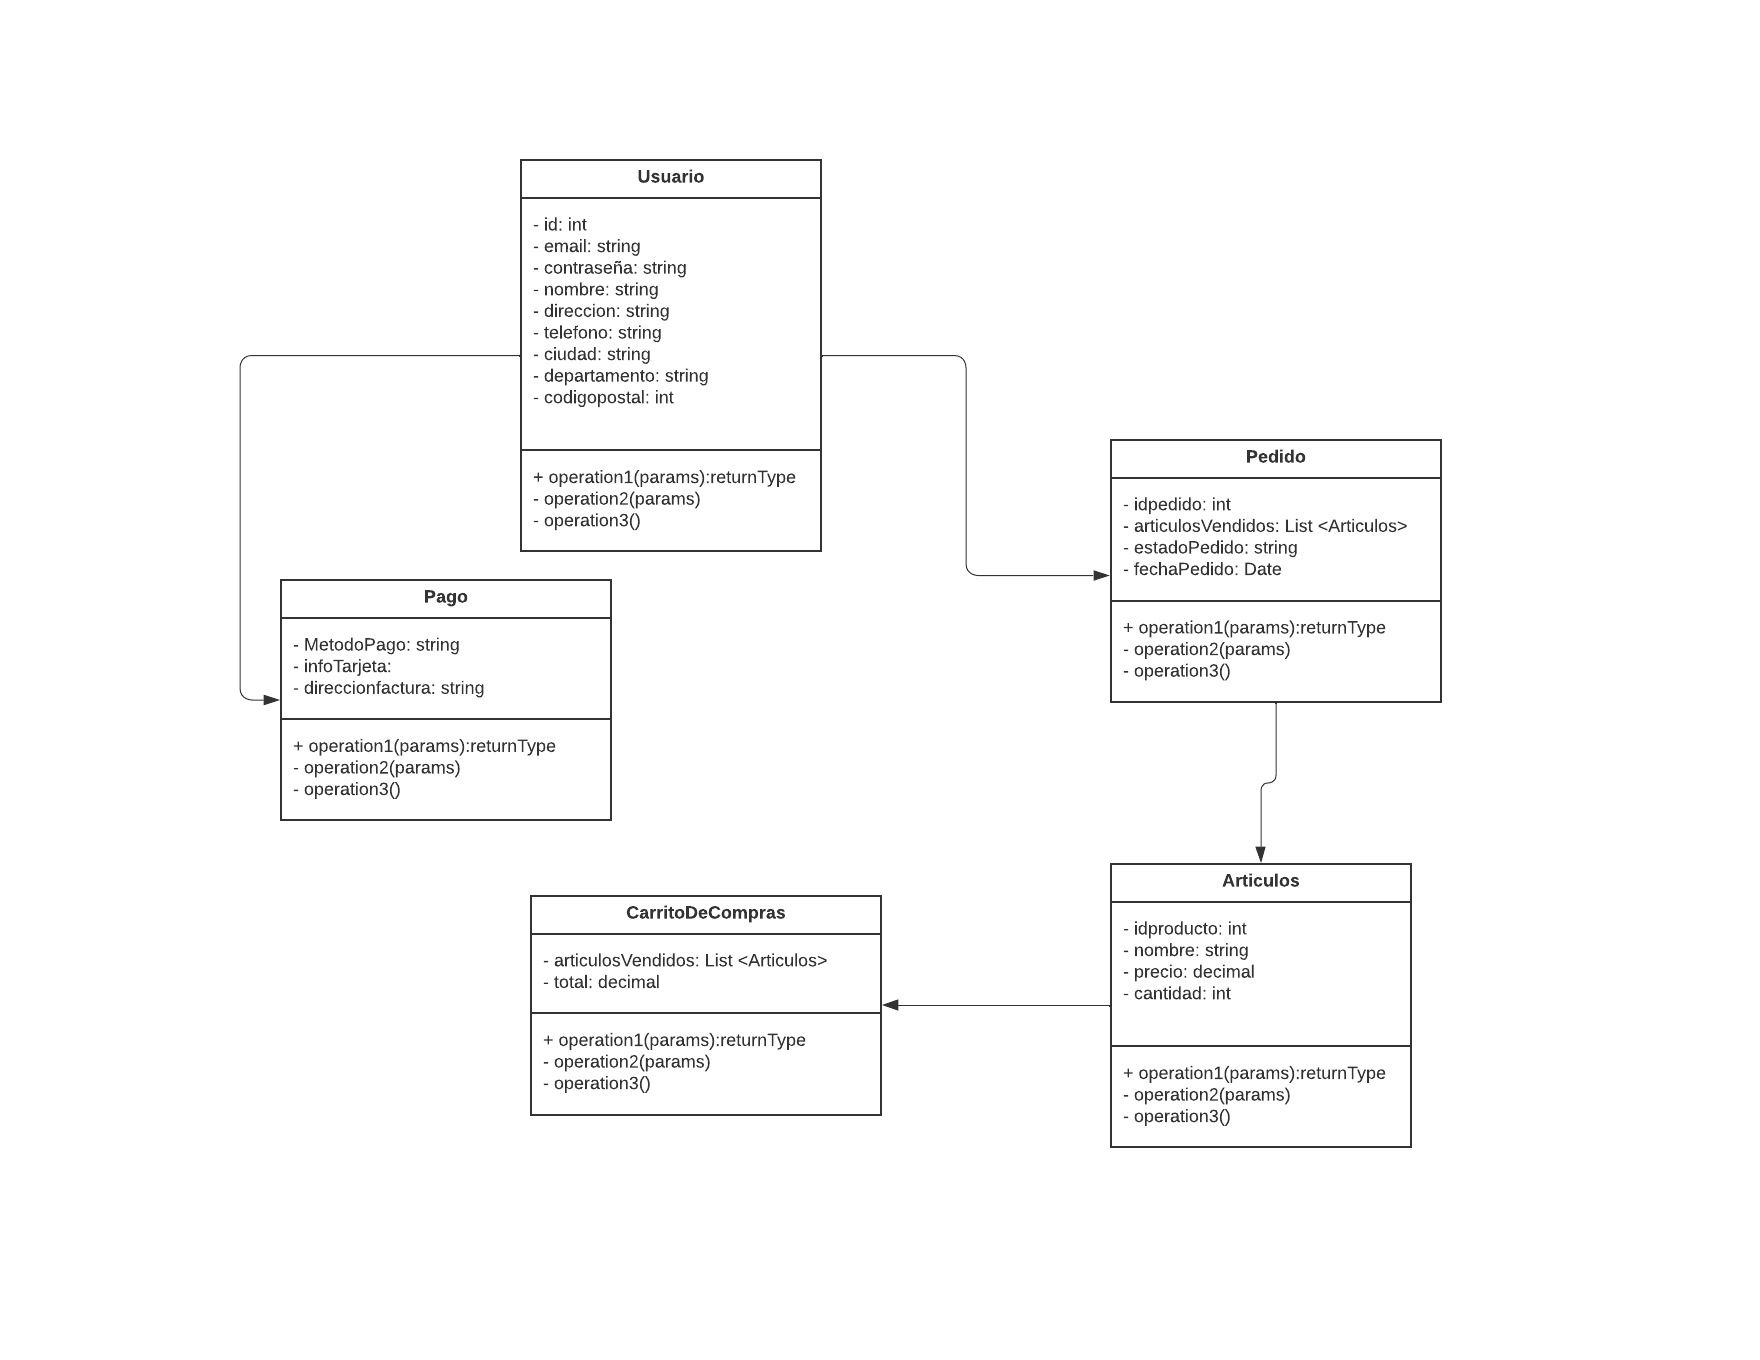 Usuario
- id: int
- email: string
- contraseña: string
- nombre: string
- direccion: string
- telefono: string
- ciudad: string
- departamento: string
- codigopostal: int
+ operation1(params):returnType
- operation2(params)
- operation3()
Pedido
- idpedido: int
- articulosVendidos: List <Articulos>
- estadoPedido: string
- fechaPedido: Date
+ operation1(params):returnType
- operation2(params)
- operation3()
Pago
- MetodoPago: string
- infoTarjeta:
- direccionfactura: string
+ operation1(params):returnType
- operation2(params)
- operation3()
Articulos
- idproducto: int
- nombre: string
- precio: decimal
- cantidad: int
+ operation1(params):returnType
- operation2(params)
- operation3()
CarritoDeCompras
- articulosVendidos: List <Articulos>
- total: decimal
+ operation1(params):returnType
- operation2(params)
- operation3()